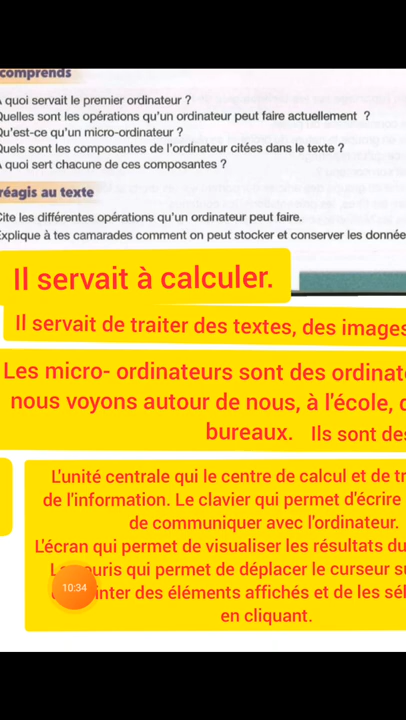 comprends
A quoi servait le premier ordinateur ?
Quelles sont les opérations qu'un ordinateur peut faire actuellement ?
Qu'est-ce qu'un micro-ordinateur ?
Quels sont les composantes de l'ordinateur citées dans le texte ?
A quoi sert chacune de ces composantes ?
réagis au texte
Cite les différentes opérations qu'un ordinateur peut faire.
Explique à tes camarades comment on peut stocker et conserver les donnée
Il servait à calculer.
Il servait de traiter des textes, des images
Les micro- ordinateurs sont des ordinat
nous voyons autour de nous, à l'école,
bureaux. Ils sont des
L'unité centrale qui le centre de calcul et de tr
de l'information. Le clavier qui permet d'écrire
de communiquer avec l'ordinateur.
L'écran qui permet de visualiser les résultats du
souris qui permet de déplacer le curseur s
10:34 inter des éléments affichés et de les sél
en cliquant.